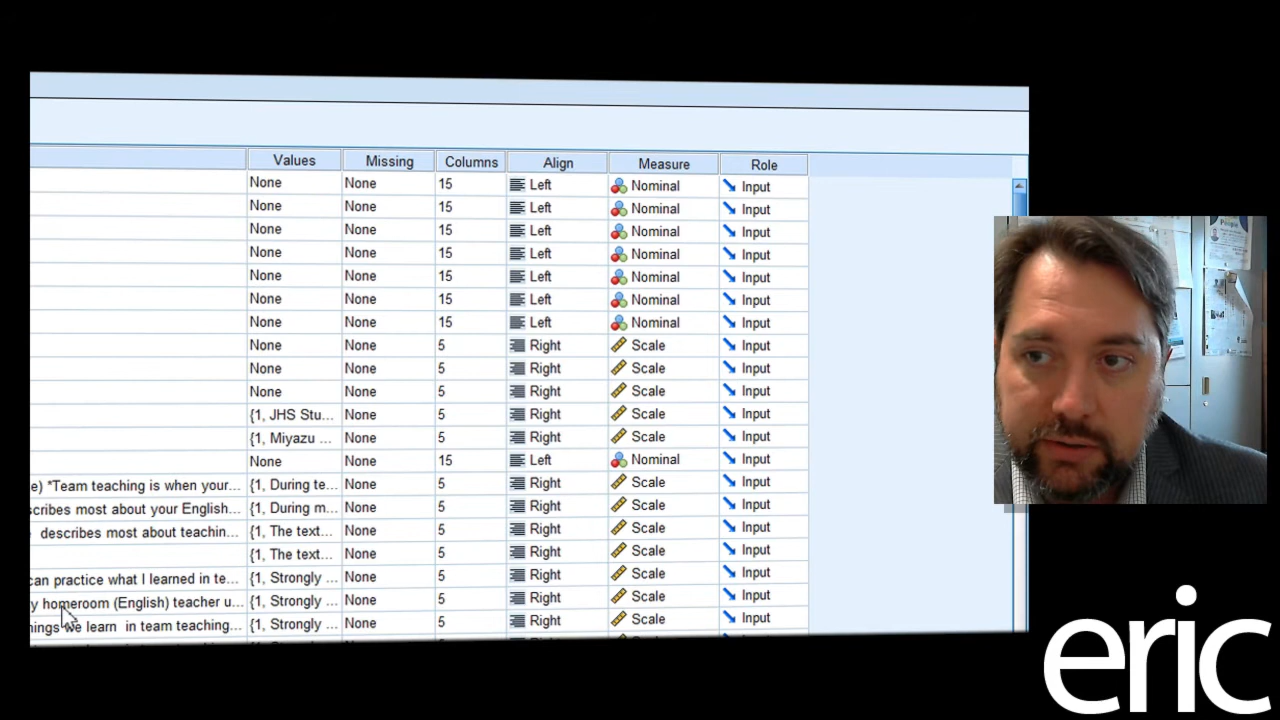 Values Missing Columns Align Measure Role
None None 15 Left Nominal Input
None None 15 Left Nominal Input
None None 15 Left Nominal Input
None None 15 Left Nominal Input
None None 15 Left Nominal Input
None None 15 Left Nominal Input
None None 15 Left Nominal Input
None None 5 Right Scale Input
None None 5 Right Scale Input
None None 5 Right Scale Input
{1, JHS Stu... None 5 Right Scale Input
{1, Miyazu ... None 5 Right Scale Input
None None 15 Left Nominal Input
e) *Team teaching is when your... {1, During te... None 5 Right Scale Input
scribes most about your English... {1, During m... None 5 Right Scale Input
describes most about teachin... {1, The text... None 5 Right Scale Input
{1, The text... None 5 Right Scale Input
can practice what I learned in te... {1, Strongly ... None 5 Right Scale Input
y homeroom (English) teacher u... {1, Strongly ... None 5 Right Scale Input
nings we learn in team teaching... {1, Strongly ... None 5 Right Scale Input
eric